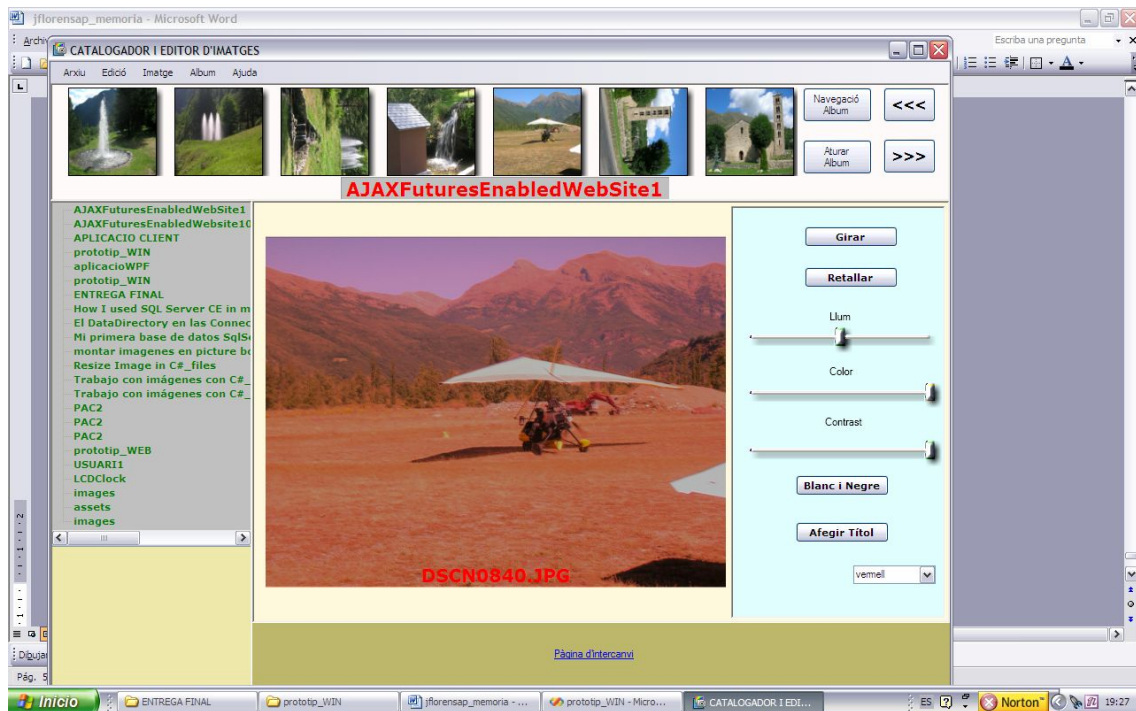 jflorensap_memoria - Microsoft Word
Escriba una pregunta
CATALOGADOR I EDITOR D'IMATGES
Arxiu Edició Imatge Album Ajuda
Navegació Album
<<<
Aturar Album
>>>
AJAXFuturesEnabledWebSite1
AJAXFuturesEnabledWebSite1
AJAXFuturesEnabledWebsite10
APLICACIO CLIENT
prototip_WIN
aplicacioWPF
prototip_WIN
ENTREGA FINAL
How I used SQL Server CE in m
El DataDirectory en las Connec
Mi primera base de datos SqlSe
montar imagenes en picture bo
Resize Image in C#_files
Trabajo con imágenes con C#_
Trabajo con imágenes con C#_
PAC2
PAC2
PAC2
prototip_WEB
USUARI1
LCDClock
images
assets
images
DSCN0840.JPG
Girar
Retallar
Llum
Color
Contrast
Blanc i Negre
Afegir Títol
vermell
Pàgina d'intercanvi
Dibujar
Pág. 5
Inicio
ENTREGA FINAL
prototip_WIN
jflorensap_memoria - ...
prototip_WIN - Micro...
CATALOGADOR I EDI...
ES
Norton
19:27